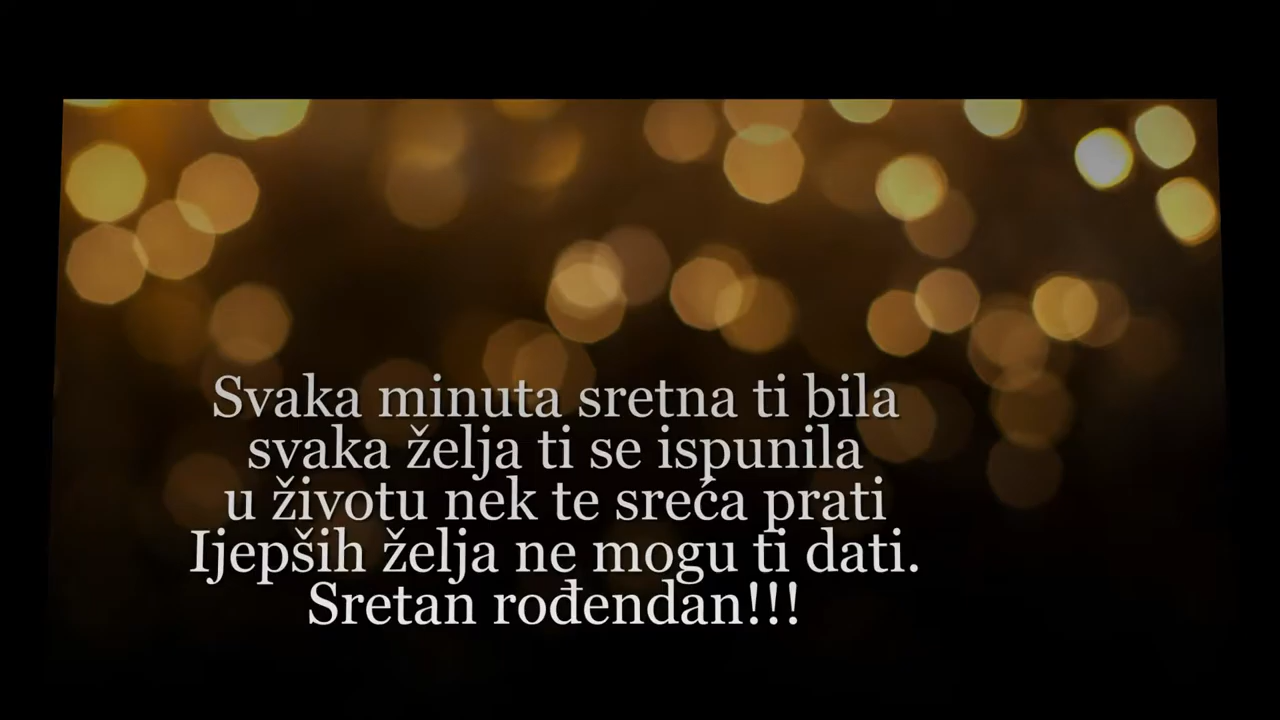 Svaka minuta sretna ti bila
svaka želja ti se ispunila
u životu nek te sreća prati
Ijepših želja ne mogu ti dati.
Sretan rođendan!!!